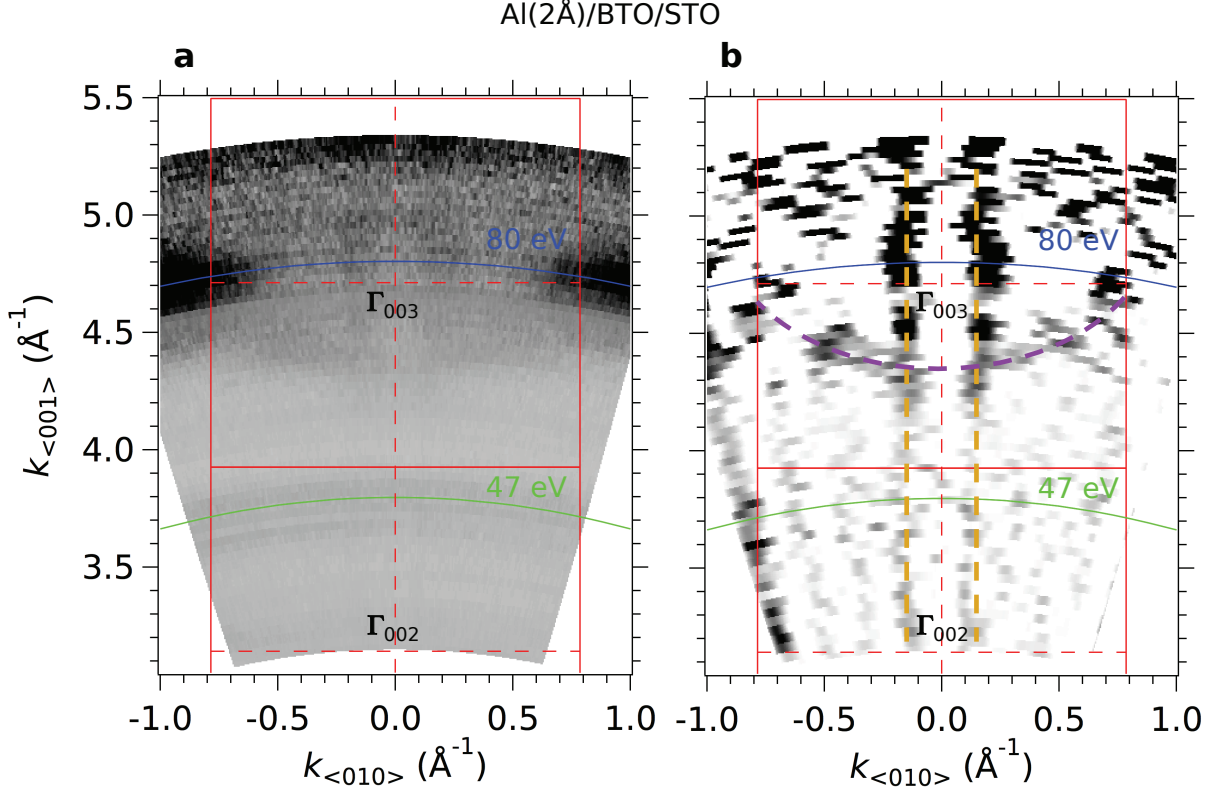 Al(2Å)/BTO/STO
a
b
5.5
5.0
4.5
4.0
3.5
k<001> (Å-1)
80 eV
Γ003
47 eV
Γ002
80 eV
Γ003
47 eV
Γ002
-1.0 -0.5 0.0 0.5 1.0
-1.0 -0.5 0.0 0.5 1.0
k<010> (Å-1)
k<010> (Å-1)